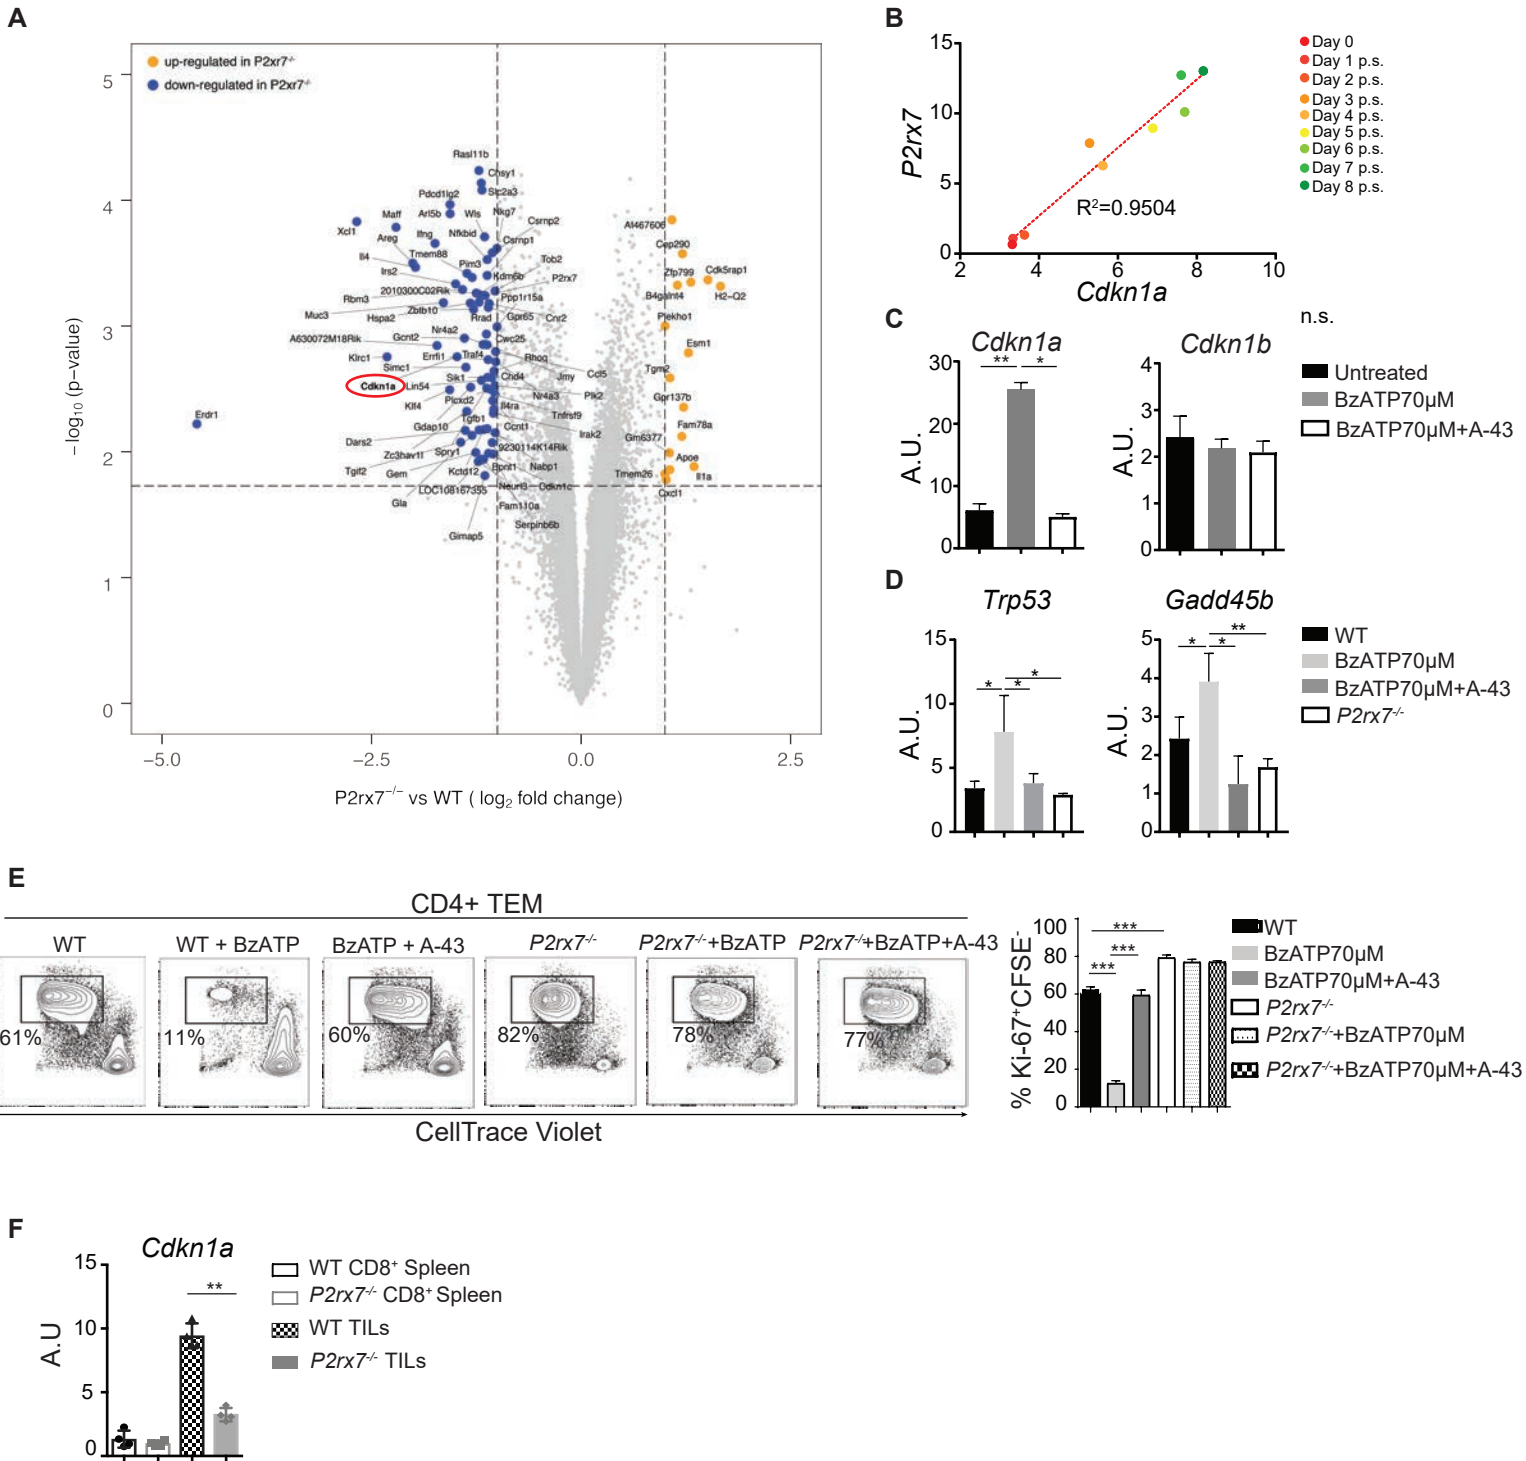 A
up-regulated in P2xr7-/-
down-regulated in P2xr7-/-
5
4
3
2
1
0
−log10 (p−value)
Rasl11b
Chsy1
Slc2a3
Pdcd1lg2
Arl5b
Wls
Nkg7
Maff
Xcl1
Areg
Ifng
Nfkbid
Csrnp2
Csrnp1
Il4
Tmem88
Pim3
Tob2
Irs2
Kdm6b
P2rx7
2010300C02Rik
Rbm3
Ppp1r15a
Muc3
Zbtb10
Hspa2
Rrad
Gpr65
Cnr2
Nr4a2
A630072M18Rik
Gcnt2
Cwc25
Klrc1
Errfi1
Traf4
Rhoq
Simc1
Ccl5
Cdkn1a
Lin54
Sik1
Chd4
Jmy
Klf4
Plcxd2
Nr4a3
Plk2
Il4ra
Tnfrsf9
Gdap10
Tgfb1
Ccnt1
Irak2
Dars2
Zc3hav1l
Spry1
9230114K14Rik
Tgif2
Gem
Kctd12
Bpnt1
Nabp1
LOC108167355
Neurl3
Cdkn1c
Gla
Fam110a
Serpinb6b
Gimap5
Erdr1
AI467606
Cep290
Zfp799
Cdk5rap1
B4galnt4
H2−Q2
Plekho1
Esm1
Tgm2
Gpr137b
Fam78a
Gm6377
Apoe
Tmem26
Il1a
Cxcl1
−5.0
−2.5
0.0
2.5
P2rx7−/− vs WT ( log2 fold change)
B
P2rx7
15
10
5
0
R2=0.9504
2
4
6
8
10
Cdkn1a
Day 0
Day 1 p.s.
Day 2 p.s.
Day 3 p.s.
Day 4 p.s.
Day 5 p.s.
Day 6 p.s.
Day 7 p.s.
Day 8 p.s.
C
Cdkn1a
** *
A.U.
30
20
10
0
Cdkn1b
A.U.
4
3
2
1
0
n.s.
Untreated
BzATP70µM
BzATP70µM+A-43
D
Trp53
* * *
A.U.
15
10
5
0
Gadd45b
* * **
A.U.
5
4
3
2
1
0
WT
BzATP70µM
BzATP70µM+A-43
P2rx7-/-
E
CD4+ TEM
WT
WT + BzATP
BzATP + A-43
P2rx7-/-
P2rx7-/-+BzATP
P2rx7-/-+BzATP+A-43
61%
11%
60%
82%
78%
77%
CellTrace Violet
% Ki-67+CFSE-
100
80
60
40
20
0
***
***
***
WT
BzATP70µM
BzATP70µM+A-43
P2rx7-/-
P2rx7-/-+BzATP70µM
P2rx7-/-+BzATP70µM+A-43
F
Cdkn1a
**
A.U
15
10
5
0
WT CD8+ Spleen
P2rx7-/- CD8+ Spleen
WT TILs
P2rx7-/- TILs